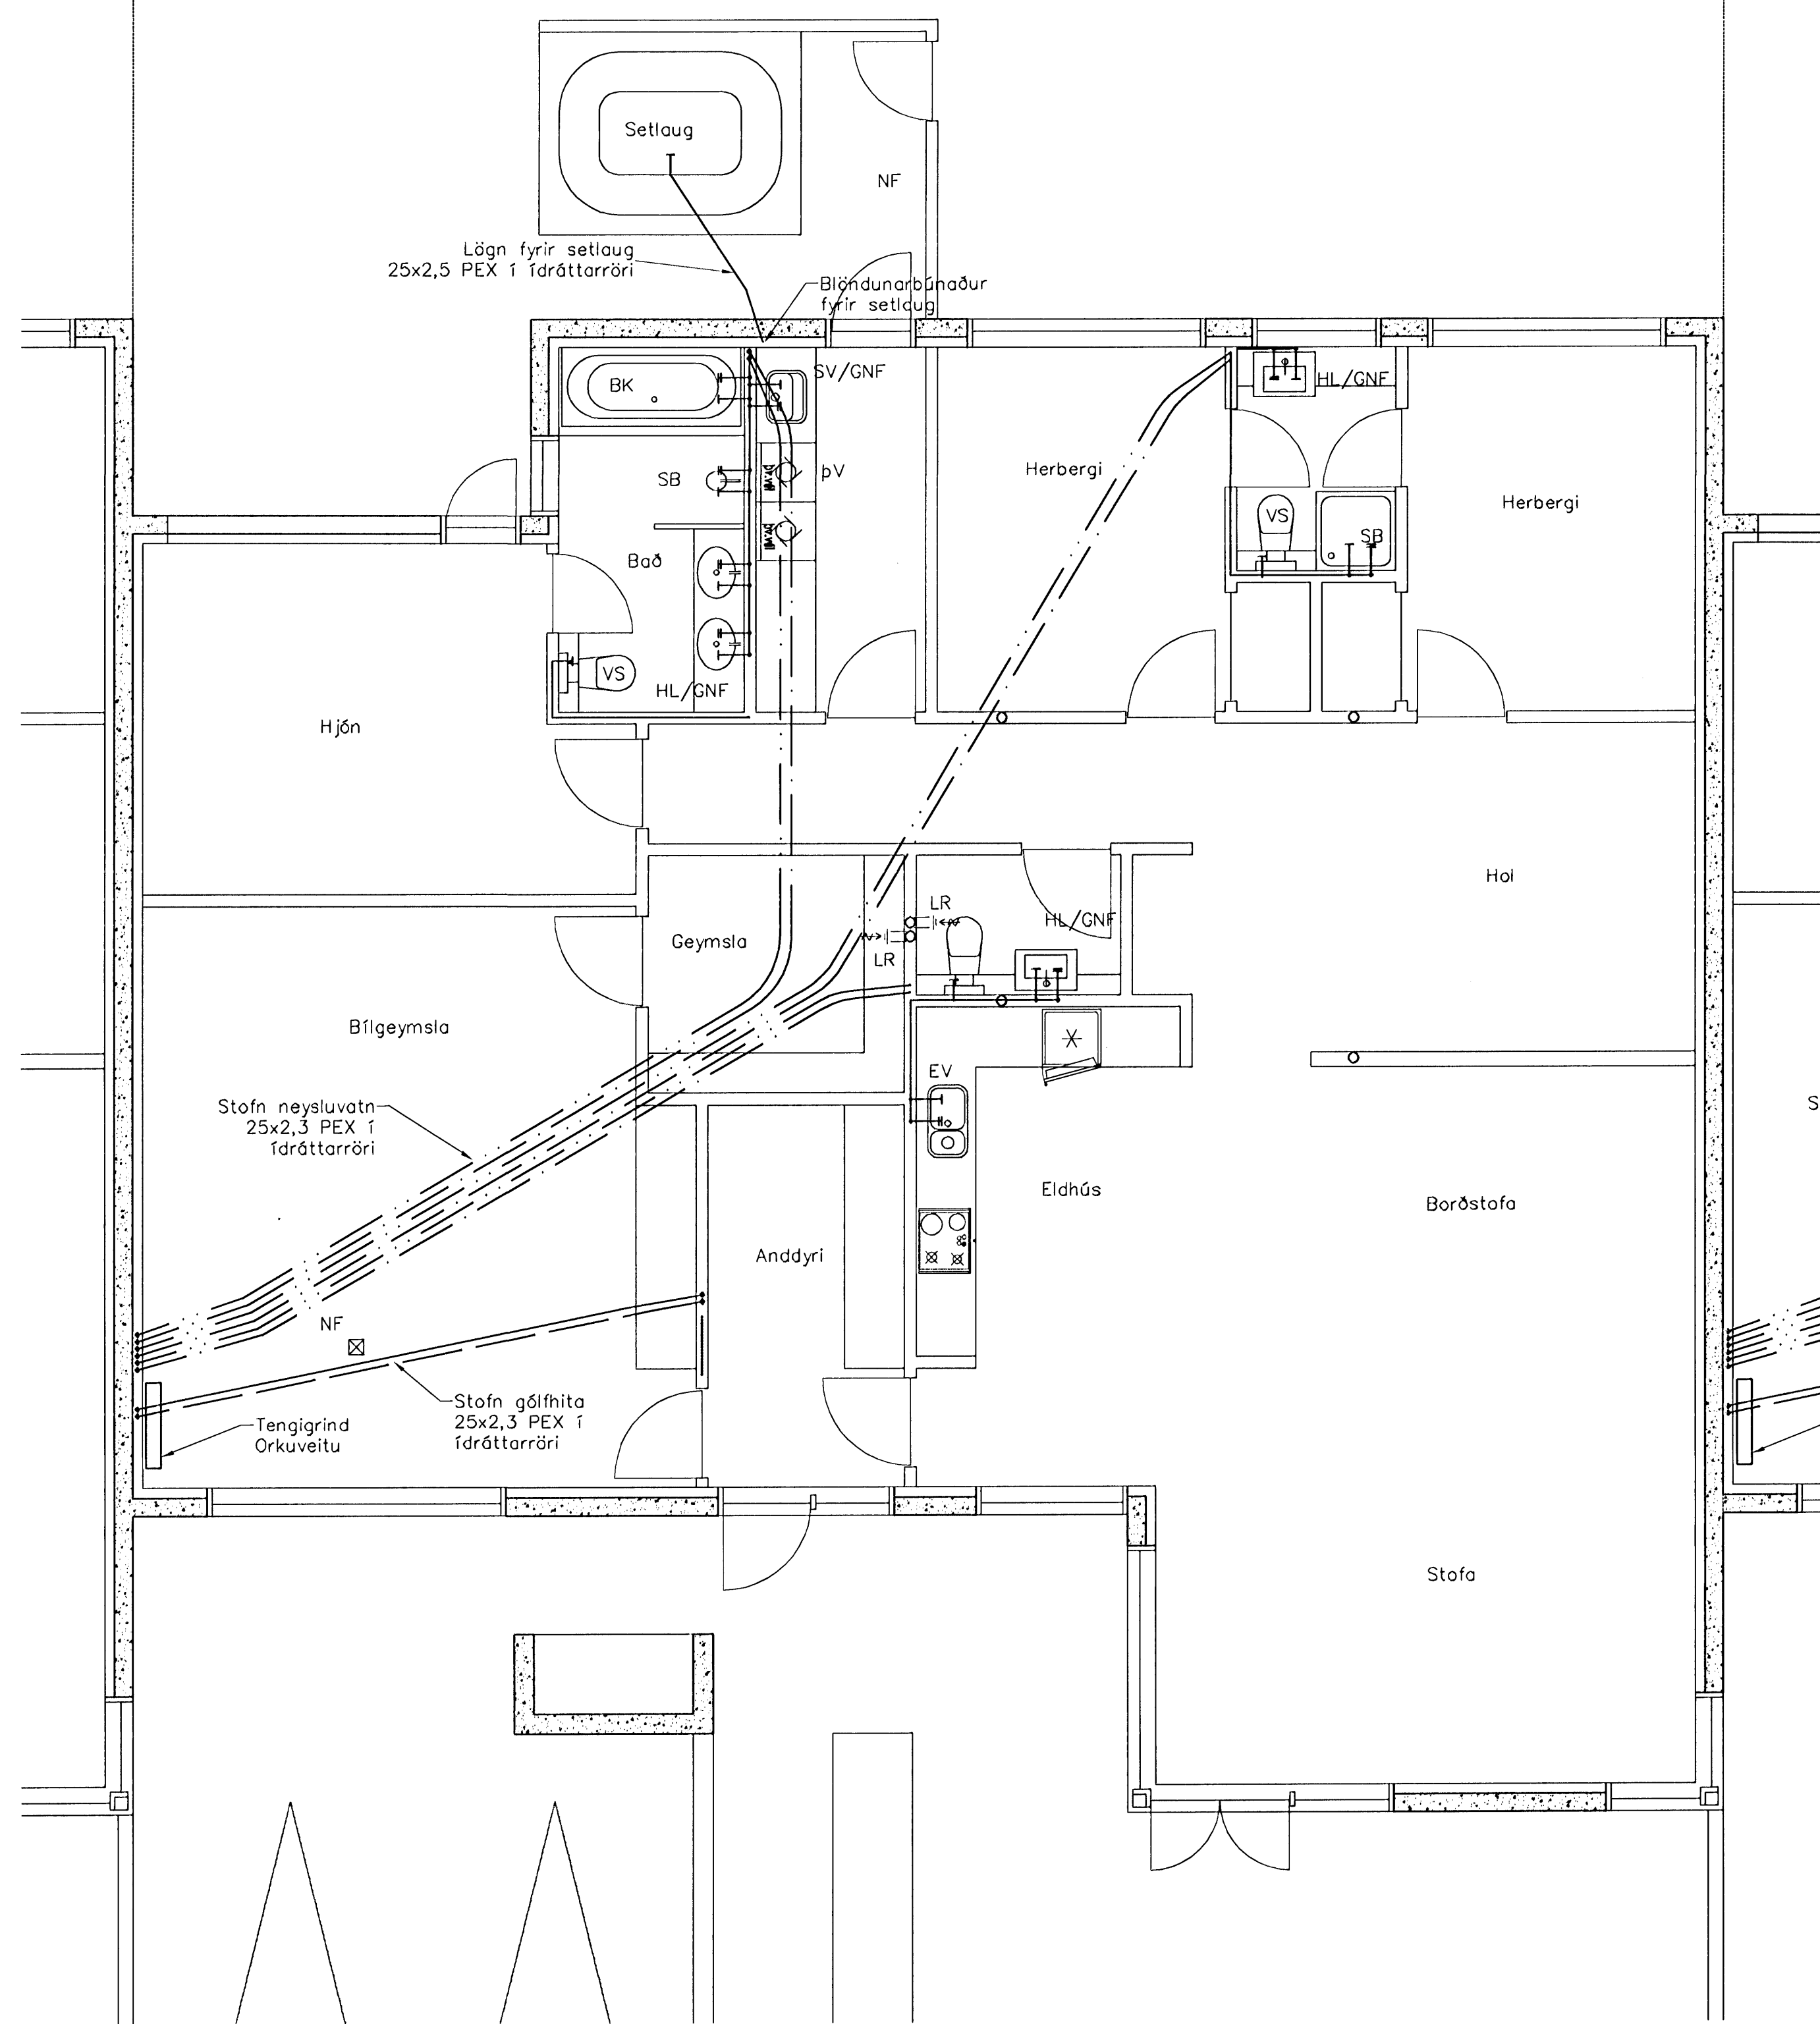 Setlaug
NF
Lögn fyrir setlaug
25x2,5 PEX í ídráttarröri
Blöndunarbúnaður
fyrir setlaug
BK
SV/GNF
HL/GNF
SB
þV
Herbergi
Herbergi
VS
SB
Bað
VS
HL/GNF
Hjón
Hol
LR
HL/GNF
Geymsla
LR
Bílgeymsla
EV
Stofn neysluvatn
25x2,3 PEX í
ídráttarröri
S
Eldhús
Borðstofa
Anddyri
NF
Stofn gólfhita
25x2,3 PEX í
ídráttarröri
Tengigrind
Orkuveitu
Stofa